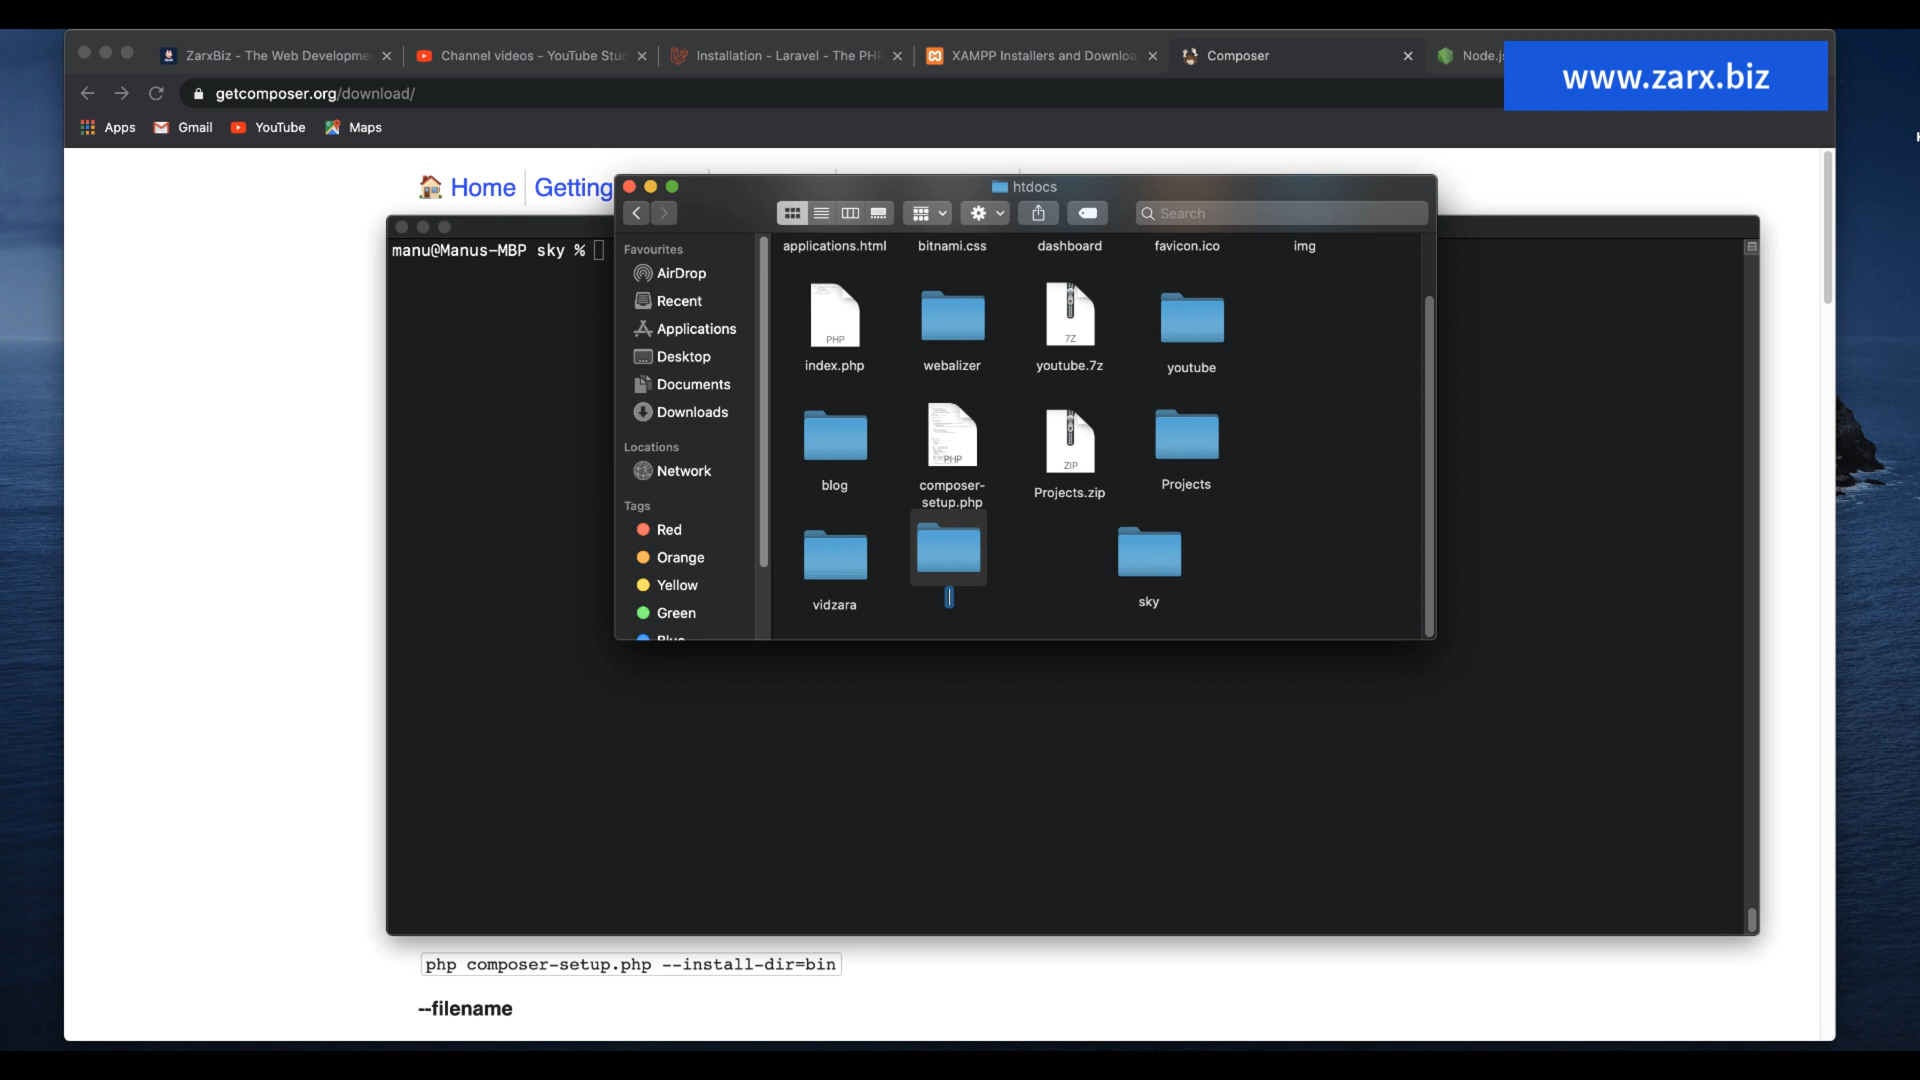 ZarxBiz - The Web Developme
Channel videos - YouTube Stud
Installation - Laravel - The PHP
XAMPP Installers and Downloa
Composer
Node.js
www.zarx.biz
getcomposer.org/download/
Apps
Gmail
YouTube
Maps
Home
Getting
htdocs
Search
manu@Manus-MBP sky %
Favourites
AirDrop
Recent
Applications
Desktop
Documents
Downloads
Locations
Network
Tags
Red
Orange
Yellow
Green
Blue
applications.html
bitnami.css
dashboard
favicon.ico
img
PHP
index.php
webalizer
7Z
youtube.7z
youtube
blog
PHP
composer-
setup.php
ZIP
Projects.zip
Projects
vidzara
sky
php composer-setup.php --install-dir=bin
--filename